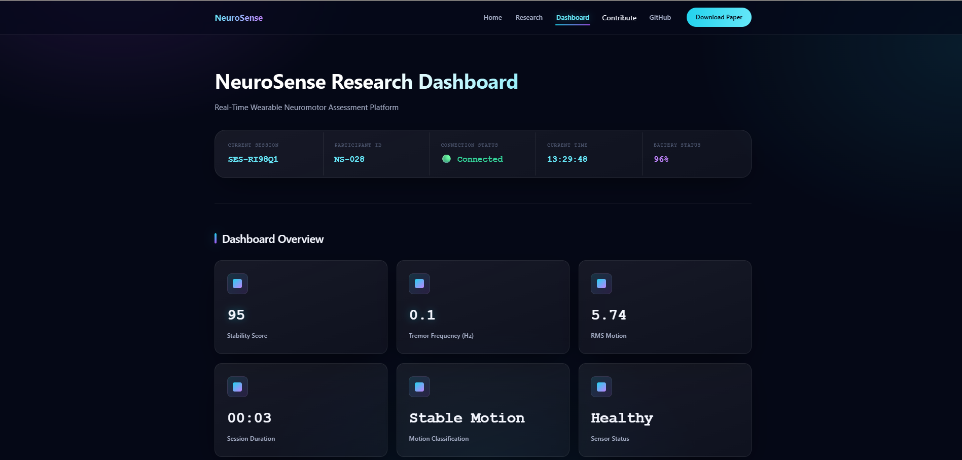 NeuroSense
Home Research Dashboard Contribute GitHub Download Paper
NeuroSense Research Dashboard
Real-Time Wearable Neuromotor Assessment Platform
CURRENT SESSION PARTICIPANT ID CONNECTION STATUS CURRENT TIME BATTERY STATUS
SES-RI98Q1 NS-028 Connected 13:29:48 96%
Dashboard Overview
95 0.1 5.74
Stability Score Tremor Frequency (Hz) RMS Motion
00:03 Stable Motion Healthy
Session Duration Motion Classification Sensor Status